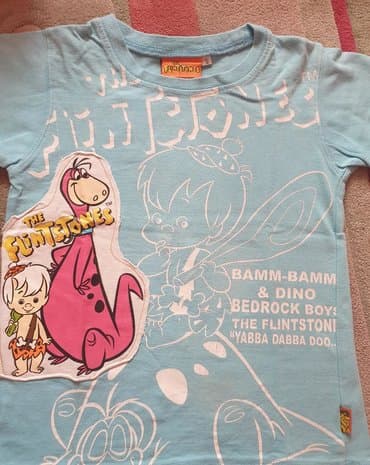 THE
FLINTSTONES
THE
FLINTSTONES
BAMM-BAMM
& DINO
BEDROCK BOYS
THE FLINTSTONE
"YABBA DABBA DOO...